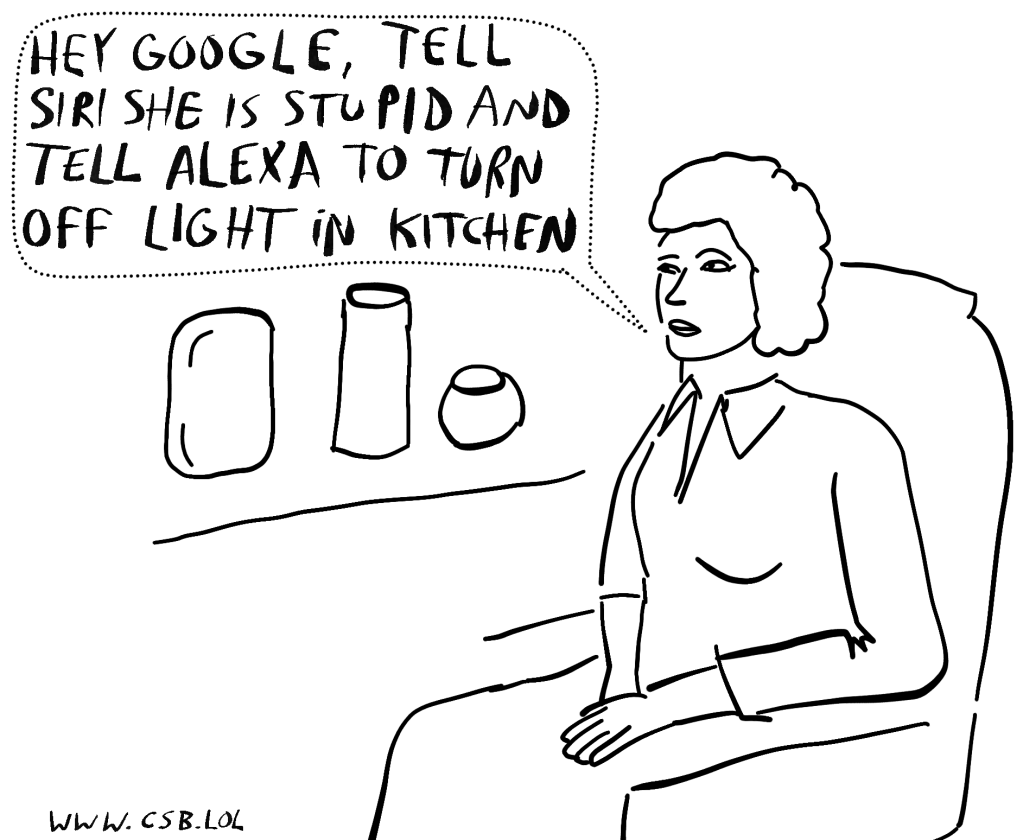 HEY GOOGLE, TELL
SIRI SHE IS STUPID AND
TELL ALEXA TO TURN
OFF LIGHT iN KITCHEN
WWW.CSB.LOL